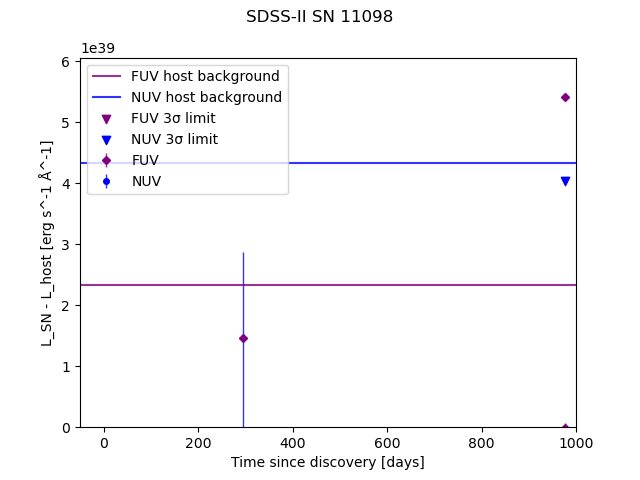 SDSS-II SN 11098
1e39
L_SN - L_host [erg s^-1 Å^-1]
6
5
4
3
2
1
0
FUV host background
NUV host background
FUV 3σ limit
NUV 3σ limit
FUV
NUV
0 200 400 600 800 1000
Time since discovery [days]